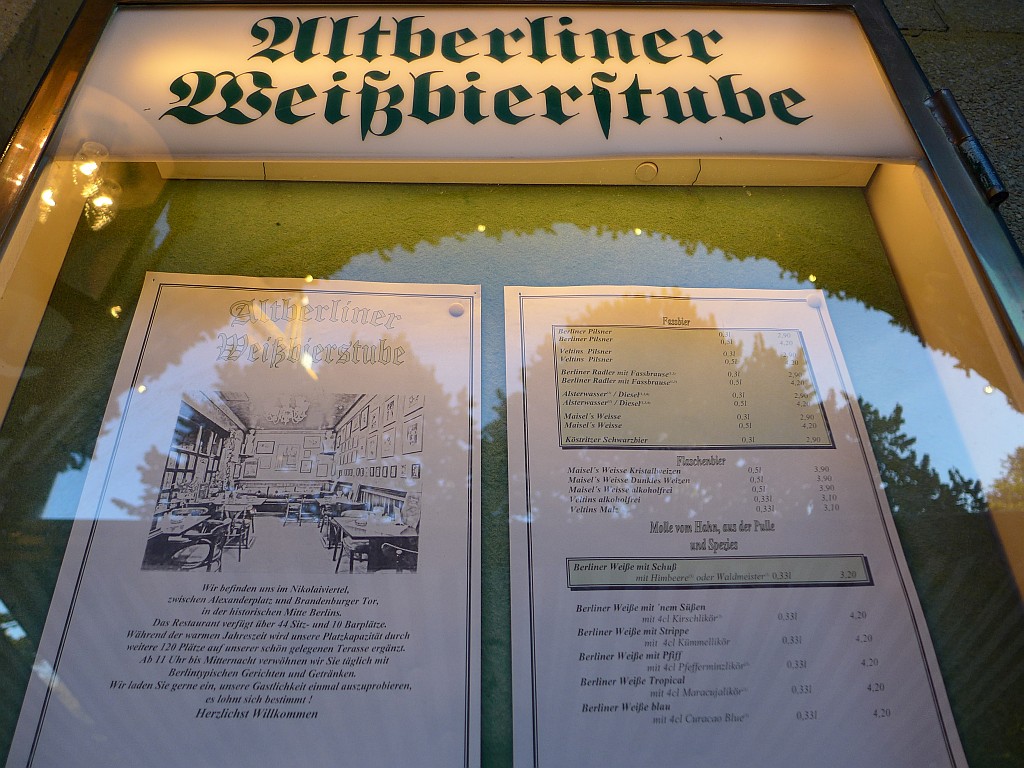 Altberliner
Weißbierstube
Altberliner
Weißbierstube
Wir befinden uns im Nikolaiviertel,
zwischen Alexanderplatz und Brandenburger Tor,
in der historischen Mitte Berlins.
Das Restaurant verfügt über 44 Sitz- und 10 Barplätze.
Während der warmen Jahreszeit wird unsere Platzkapazität durch
weitere 120 Plätze auf unserer schön gelegenen Terasse ergänzt.
Ab 11 Uhr bis Mitternacht verwöhnen wir Sie täglich mit
Berlintypischen Gerichten und Getränken.
Wir laden Sie gerne ein, unsere Gastlichkeit einmal auszuprobieren,
es lohnt sich bestimmt !
Herzlichst Willkommen
Fassbier
Berliner Pilsner 0,3l 2,90
Berliner Pilsner 0,5l 4,20
Veltins Pilsner 0,3l 2,90
Veltins Pilsner 0,5l
Berliner Radler mit Fassbrause 0,3l 2,90
Berliner Radler mit Fassbrause 0,5l 4,20
Alsterwasser / Diesel 0,3l 2,90
Alsterwasser / Diesel 0,5l 4,20
Maisel´s Weisse 0,3l 2,90
Maisel´s Weisse 0,5l 4,20
Köstritzer Schwarzbier 0,3l 2,90
Flaschenbier
Maisel´s Weisse Kristallweizen 0,5l 3,90
Maisel´s Weisse Dunkles Weizen 0,5l 3,90
Maisel´s Weisse alkoholfrei 0,5l 3,90
Veltins alkoholfrei 0,33l 3,10
Veltins Malz 0,33l 3,10
Molle vom Hahn, aus der Pulle
und Spezies
Berliner Weiße mit Schuß
mit Himbeere oder Waldmeister 0,33l 3,20
Berliner Weiße mit ´nem Süßen
mit 4cl Kirschlikör 0,33l 4,20
Berliner Weiße mit Strippe
mit 4cl Kümmellikör 0,33l 4,20
Berliner Weiße mit Pfiff
mit 4cl Pfefferminzlikör 0,33l 4,20
Berliner Weiße Tropical
mit 4cl Maracujalikör 0,33l 4,20
Berliner Weiße blau
mit 4cl Curacao Blue 0,33l 4,20